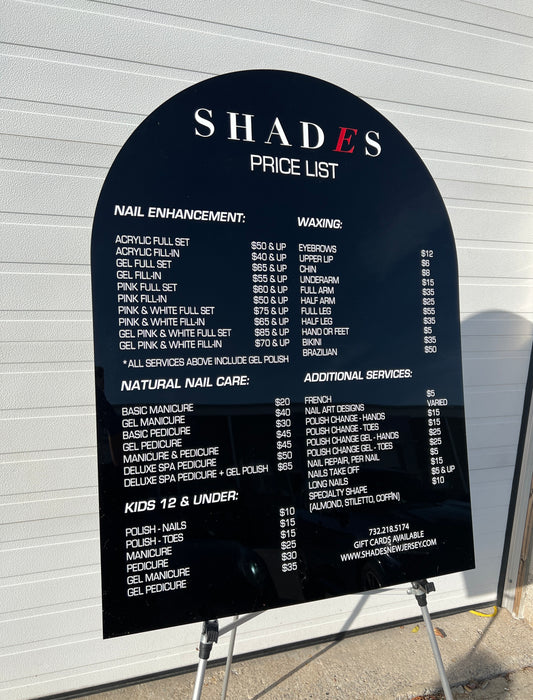 SHADES
PRICE LIST
NAIL ENHANCEMENT:
ACRYLIC FULL SET $50 & UP
ACRYLIC FILL-IN $40 & UP
GEL FULL SET $65 & UP
GEL FILL-IN $55 & UP
PINK FULL SET $60 & UP
PINK FILL-IN $50 & UP
PINK & WHITE FULL SET $75 & UP
PINK & WHITE FILL-IN $65 & UP
GEL PINK & WHITE FULL SET $85 & UP
GEL PINK & WHITE FILL-IN $70 & UP
*ALL SERVICES ABOVE INCLUDE GEL POLISH
NATURAL NAIL CARE:
BASIC MANICURE $20
GEL MANICURE $40
BASIC PEDICURE $30
GEL PEDICURE $45
MANICURE & PEDICURE $45
DELUXE SPA PEDICURE $50
DELUXE SPA PEDICURE + GEL POLISH $65
KIDS 12 & UNDER:
POLISH - NAILS $10
POLISH - TOES $15
MANICURE $15
PEDICURE $25
GEL MANICURE $30
GEL PEDICURE $35
WAXING:
EYEBROWS $12
UPPER LIP $6
CHIN $8
UNDERARM $15
FULL ARM $35
HALF ARM $25
FULL LEG $55
HALF LEG $35
HAND OR FEET $5
BIKINI $35
BRAZILIAN $50
ADDITIONAL SERVICES:
FRENCH $5
NAIL ART DESIGNS VARIED
POLISH CHANGE - HANDS $15
POLISH CHANGE - TOES $15
POLISH CHANGE GEL - HANDS $25
POLISH CHANGE GEL - TOES $25
NAIL REPAIR, PER NAIL $5
NAILS TAKE OFF $15
LONG NAILS $5 & UP
SPECIALTY SHAPE $10
(ALMOND, STILETTO, COFFIN)
732.218.5174
GIFT CARDS AVAILABLE
WWW.SHADESNEWJERSEY.COM